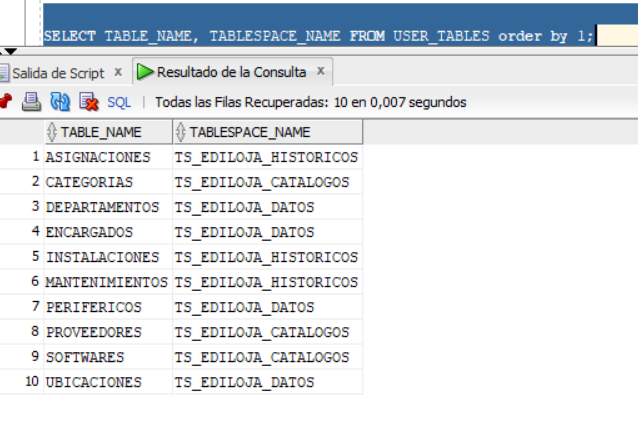 SELECT TABLE_NAME, TABLESPACE_NAME FROM USER_TABLES order by 1;
Salida de Script x Resultado de la Consulta x
SQL | Todas las Filas Recuperadas: 10 en 0,007 segundos
TABLE_NAME TABLESPACE_NAME
1 ASIGNACIONES TS_EDILOJA_HISTORICOS
2 CATEGORIAS TS_EDILOJA_CATALOGOS
3 DEPARTAMENTOS TS_EDILOJA_DATOS
4 ENCARGADOS TS_EDILOJA_DATOS
5 INSTALACIONES TS_EDILOJA_HISTORICOS
6 MANTENIMIENTOS TS_EDILOJA_HISTORICOS
7 PERIFERICOS TS_EDILOJA_DATOS
8 PROVEEDORES TS_EDILOJA_CATALOGOS
9 SOFTWARES TS_EDILOJA_CATALOGOS
10 UBICACIONES TS_EDILOJA_DATOS